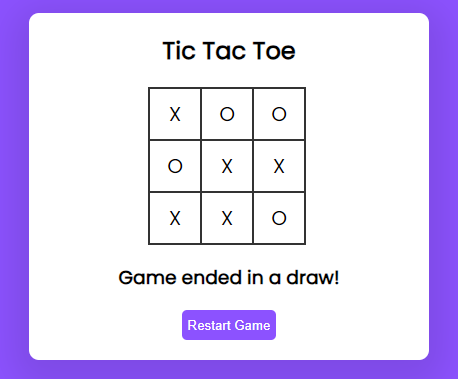 Tic Tac Toe
X O O
O X X
X X O
Game ended in a draw!
Restart Game